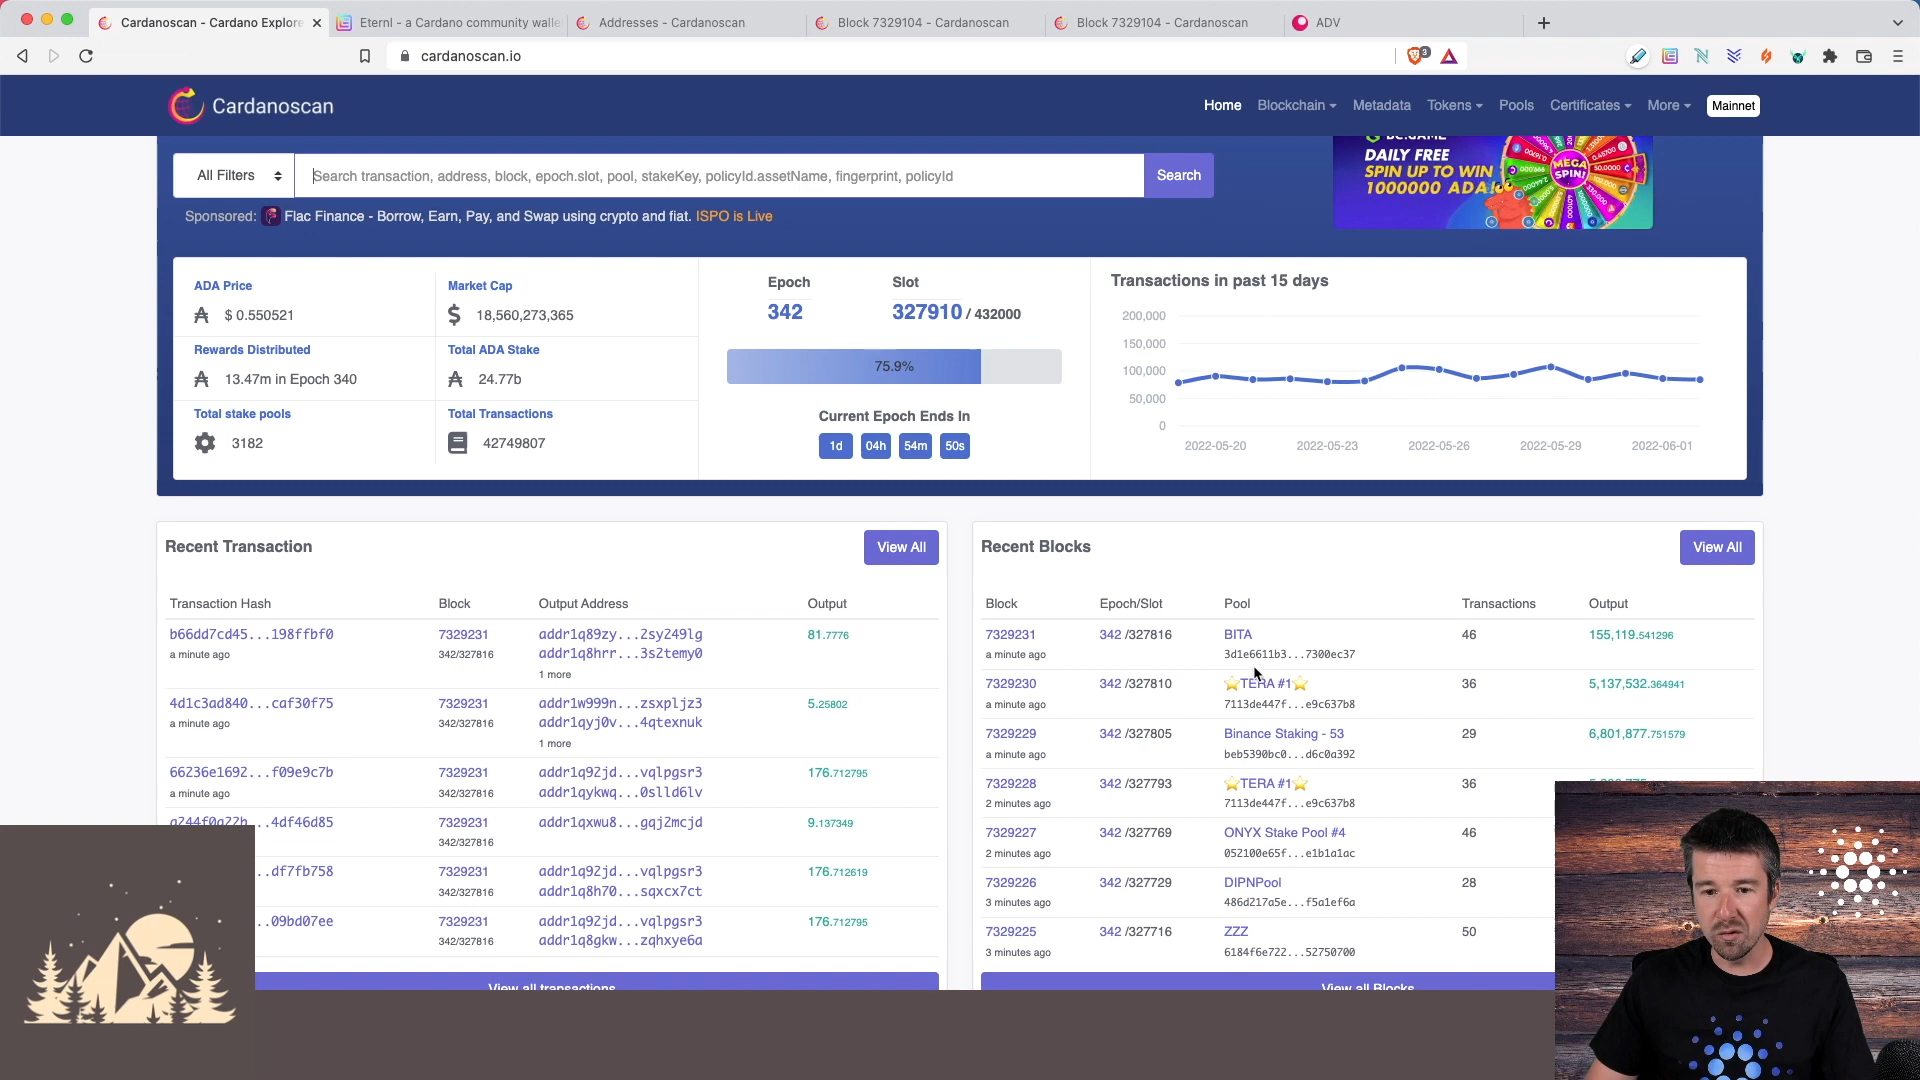 Cardanoscan - Cardano Explore
Eternl - a Cardano community walle
Addresses - Cardanoscan
Block 7329104 - Cardanoscan
Block 7329104 - Cardanoscan
ADV
cardanoscan.io
3
Cardanoscan
Home
Blockchain
Metadata
Tokens
Pools
Certificates
More
Mainnet
BC.GAME
DAILY FREE
SPIN UP TO WIN
1000000 ADA!
MEGA
SPIN!
All Filters
Search transaction, address, block, epoch.slot, pool, stakeKey, policyId.assetName, fingerprint, policyId
Search
Sponsored: Flac Finance - Borrow, Earn, Pay, and Swap using crypto and fiat. ISPO is Live
ADA Price
$ 0.550521
Market Cap
18,560,273,365
Rewards Distributed
13.47m in Epoch 340
Total ADA Stake
24.77b
Total stake pools
3182
Total Transactions
42749807
Epoch
342
Slot
327910 / 432000
75.9%
Current Epoch Ends In
1d 04h 54m 50s
Transactions in past 15 days
200,000
150,000
100,000
50,000
0
2022-05-20 2022-05-23 2022-05-26 2022-05-29 2022-06-01
Recent Transaction
View All
Transaction Hash Block Output Address Output
b66dd7cd45...198ffbf0 7329231 addr1q89zy...2sy249lg 81.7776
a minute ago 342/327816 addr1q8hrr...3s2temy0
1 more
4d1c3ad840...caf30f75 7329231 addr1w999n...zsxpljz3 5.25802
a minute ago 342/327816 addr1qyj0v...4qtexnuk
1 more
66236e1692...f09e9c7b 7329231 addr1q92jd...vqlpgsr3 176.712795
a minute ago 342/327816 addr1qykwq...0slld6lv
a244f0a22b...4df46d85 7329231 addr1qxwu8...gqj2mcjd 9.137349
342/327816
..df7fb758 7329231 addr1q92jd...vqlpgsr3 176.712619
342/327816 addr1q8h70...sqxcx7ct
..09bd07ee 7329231 addr1q92jd...vqlpgsr3 176.712795
342/327816 addr1q8gkw...zqhxye6a
View all transactions
Recent Blocks
View All
Block Epoch/Slot Pool Transactions Output
7329231 342 /327816 BITA 46 155,119.541296
a minute ago 3d1e6611b3...7300ec37
7329230 342 /327810 ⭐TERA #1⭐ 36 5,137,532.364941
a minute ago 7113de447f...e9c637b8
7329229 342 /327805 Binance Staking - 53 29 6,801,877.751579
a minute ago beb5390bc0...d6c0a392
7329228 342 /327793 ⭐TERA #1⭐ 36
2 minutes ago 7113de447f...e9c637b8
7329227 342 /327769 ONYX Stake Pool #4 46
2 minutes ago 052100e65f...e1b1a1ac
7329226 342 /327729 DIPNPool 28
3 minutes ago 486d217a5e...f5a1ef6a
7329225 342 /327716 ZZZ 50
3 minutes ago 6184f6e722...52750700
View all Blocks